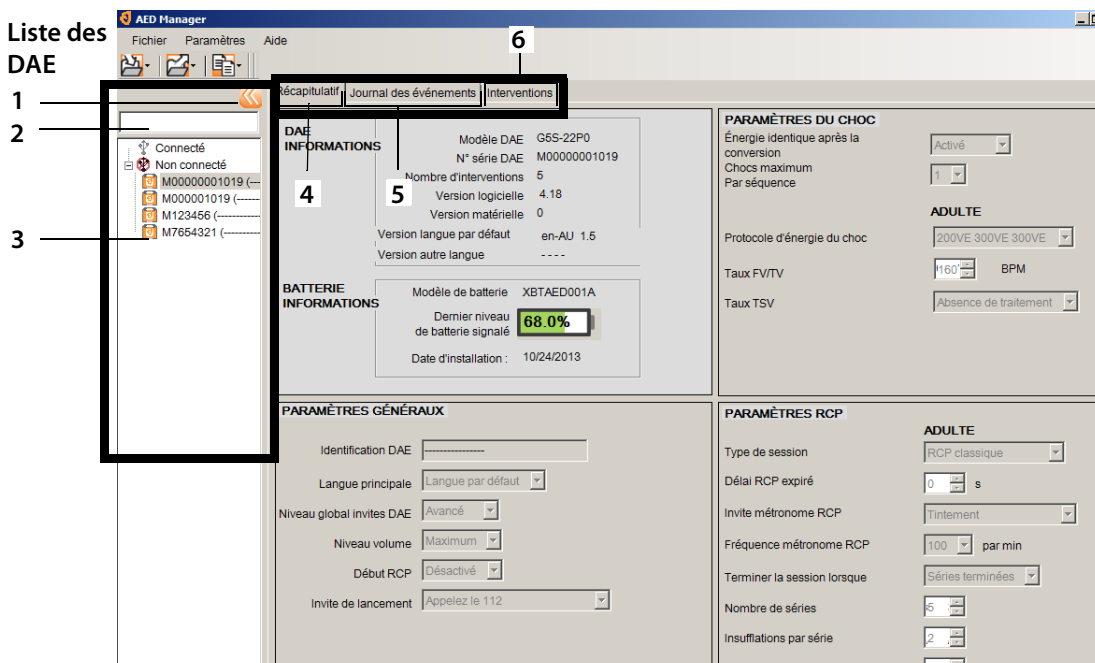 AED Manager
Liste des
DAE
Fichier Paramètres Aide
6
1
2
3
Connecté
Non connecté
M00000001019 (--
M000001019 (------
M123456 (----------
M7654321 (----------
Récapitulatif Journal des événements Interventions
4
5
DAE
INFORMATIONS
Modèle DAE G5S-22P0
N° série DAE M00000001019
Nombre d'interventions 5
Version logicielle 4.18
Version matérielle 0
Version langue par défaut en-AU 1.5
Version autre langue ----
BATTERIE
INFORMATIONS
Modèle de batterie XBTAED001A
Dernier niveau
de batterie signalé
68.0%
Date d'installation : 10/24/2013
PARAMÈTRES DU CHOC
Énergie identique après la
conversion
Activé
Chocs maximum
Par séquence
1
ADULTE
Protocole d'énergie du choc 200VE 300VE 300VE
Taux FV/TV 160 BPM
Taux TSV Absence de traitement
PARAMÈTRES GÉNÉRAUX
Identification DAE ----------------
Langue principale Langue par défaut
Niveau global invites DAE Avancé
Niveau volume Maximum
Début RCP Désactivé
Invite de lancement Appelez le 112
PARAMÈTRES RCP
ADULTE
Type de session RCP classique
Délai RCP expiré 0 s
Invite métronome RCP Tintement
Fréquence métronome RCP 100 par min
Terminer la session lorsque Séries terminées
Nombre de séries 5
Insufflations par série 2